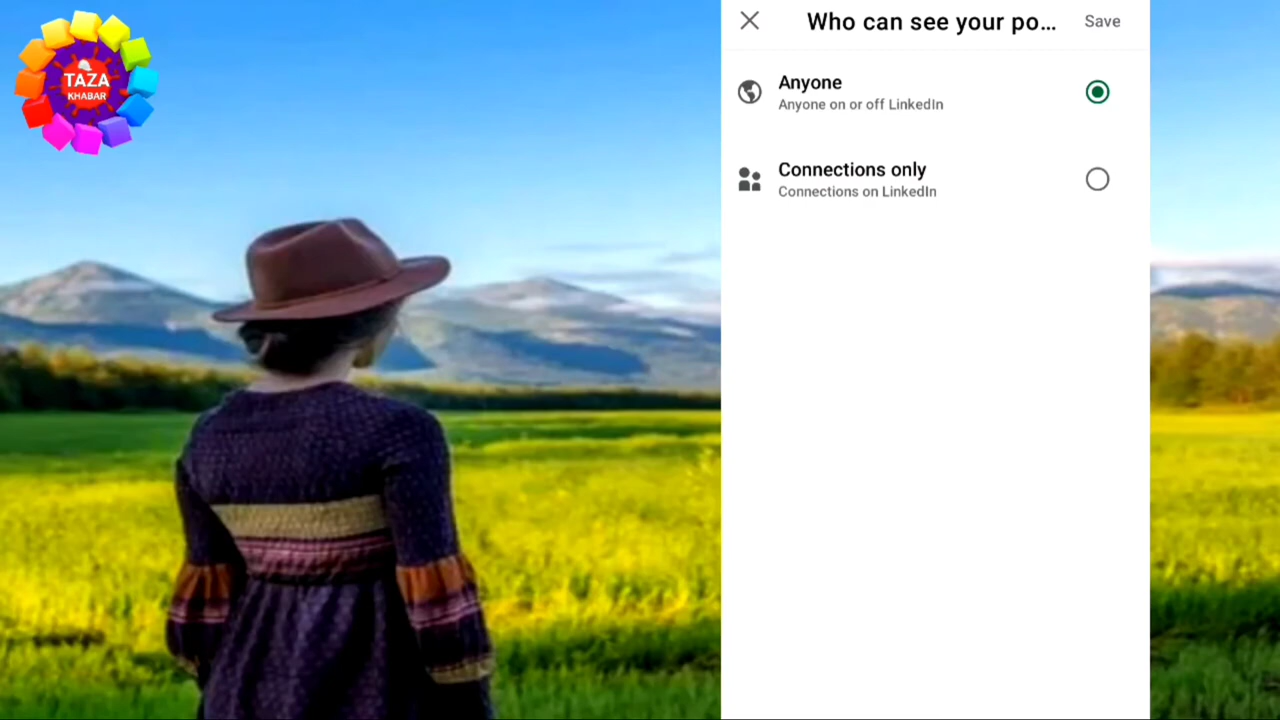 TAZA
KHABAR
Who can see your po...
Save
Anyone
Anyone on or off LinkedIn
Connections only
Connections on LinkedIn